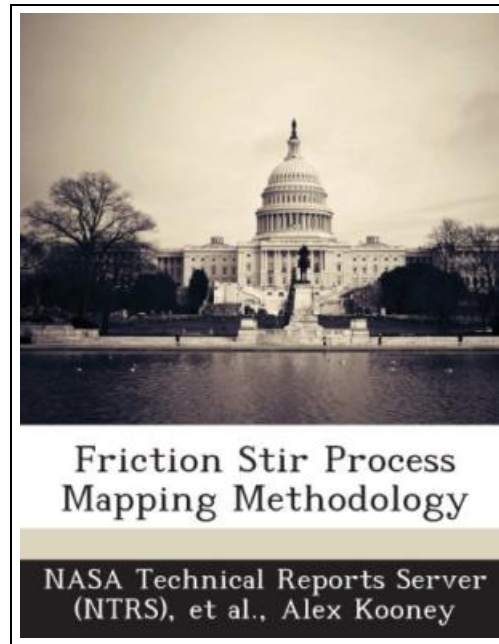 Friction Stir Process
Mapping Methodology
NASA Technical Reports Server
(NTRS), et al., Alex Kooney